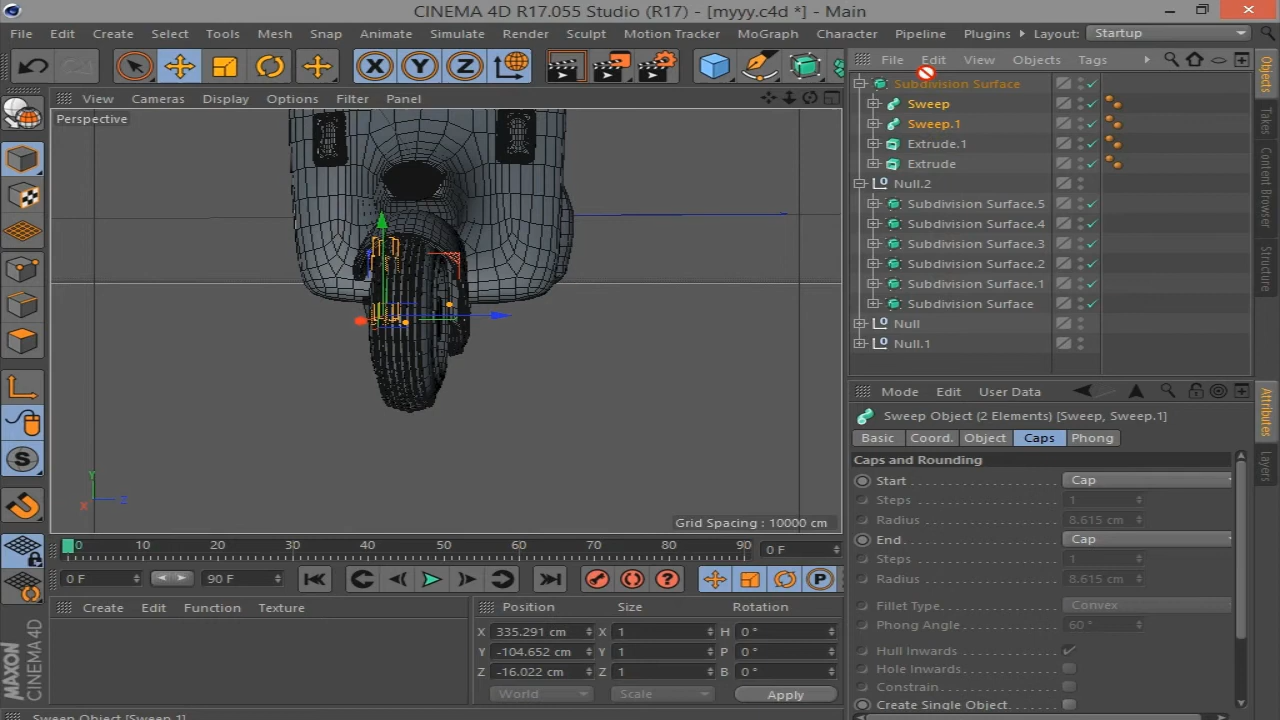 CINEMA 4D R17.055 Studio (R17) - [myyy.c4d *] - Main
File Edit Create Select Tools Mesh Snap Animate Simulate Render Sculpt Motion Tracker MoGraph Character Pipeline Plugins Layout: Startup
X Y Z
File Edit View Objects Tags
View Cameras Display Options Filter Panel
Perspective
Subdivision Surface
Sweep
Sweep.1
Extrude.1
Extrude
Null.2
Subdivision Surface.5
Subdivision Surface.4
Subdivision Surface.3
Subdivision Surface.2
Subdivision Surface.1
Subdivision Surface
Null
Null.1
Objects
Takes
Content Browser
Structure
Y
Z
X
Grid Spacing : 10000 cm
Mode Edit User Data
Sweep Object (2 Elements) [Sweep, Sweep.1]
Basic Coord. Object Caps Phong
Caps and Rounding
Start Cap
Steps 1
Radius 8.615 cm
End Cap
Steps 1
Radius 8.615 cm
Fillet Type Convex
Phong Angle 60 °
Hull Inwards
Hole Inwards
Constrain
Create Single Object
Attributes
Layers
S
0 10 20 30 40 50 60 70 80 90 0 F
0 F 90 F P
Create Edit Function Texture
Position Size Rotation
X 335.291 cm X 1 H 0 °
Y -104.652 cm Y 1 P 0 °
Z -16.022 cm Z 1 B 0 °
World Scale Apply
MAXON
CINEMA 4D
Sweep Object [Sweep.1]